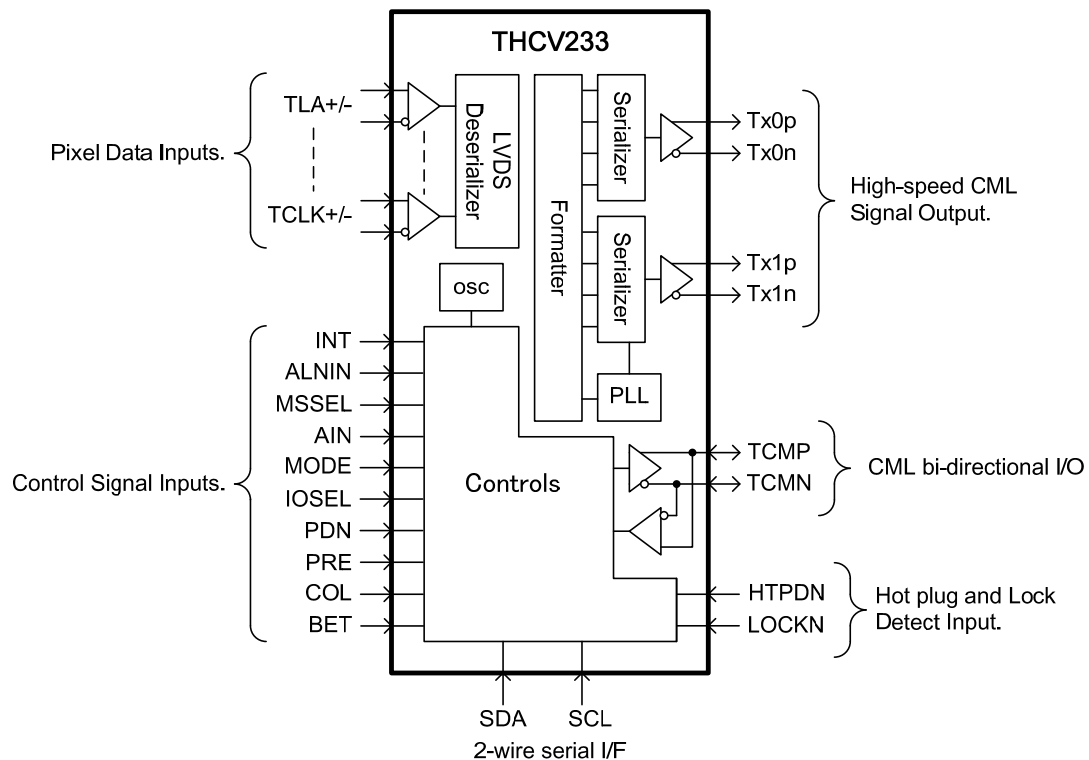 THCV233
Pixel Data Inputs.
TLA+/-
TCLK+/-
LVDS
Deserializer
Formatter
Serializer
Serializer
PLL
Tx0p
Tx0n
Tx1p
Tx1n
High-speed CML
Signal Output.
osc
Control Signal Inputs.
INT
ALNIN
MSSEL
AIN
MODE
IOSEL
PDN
PRE
COL
BET
Controls
TCMP
TCMN
CML bi-directional I/O
HTPDN
LOCKN
Hot plug and Lock
Detect Input.
SDA
SCL
2-wire serial I/F